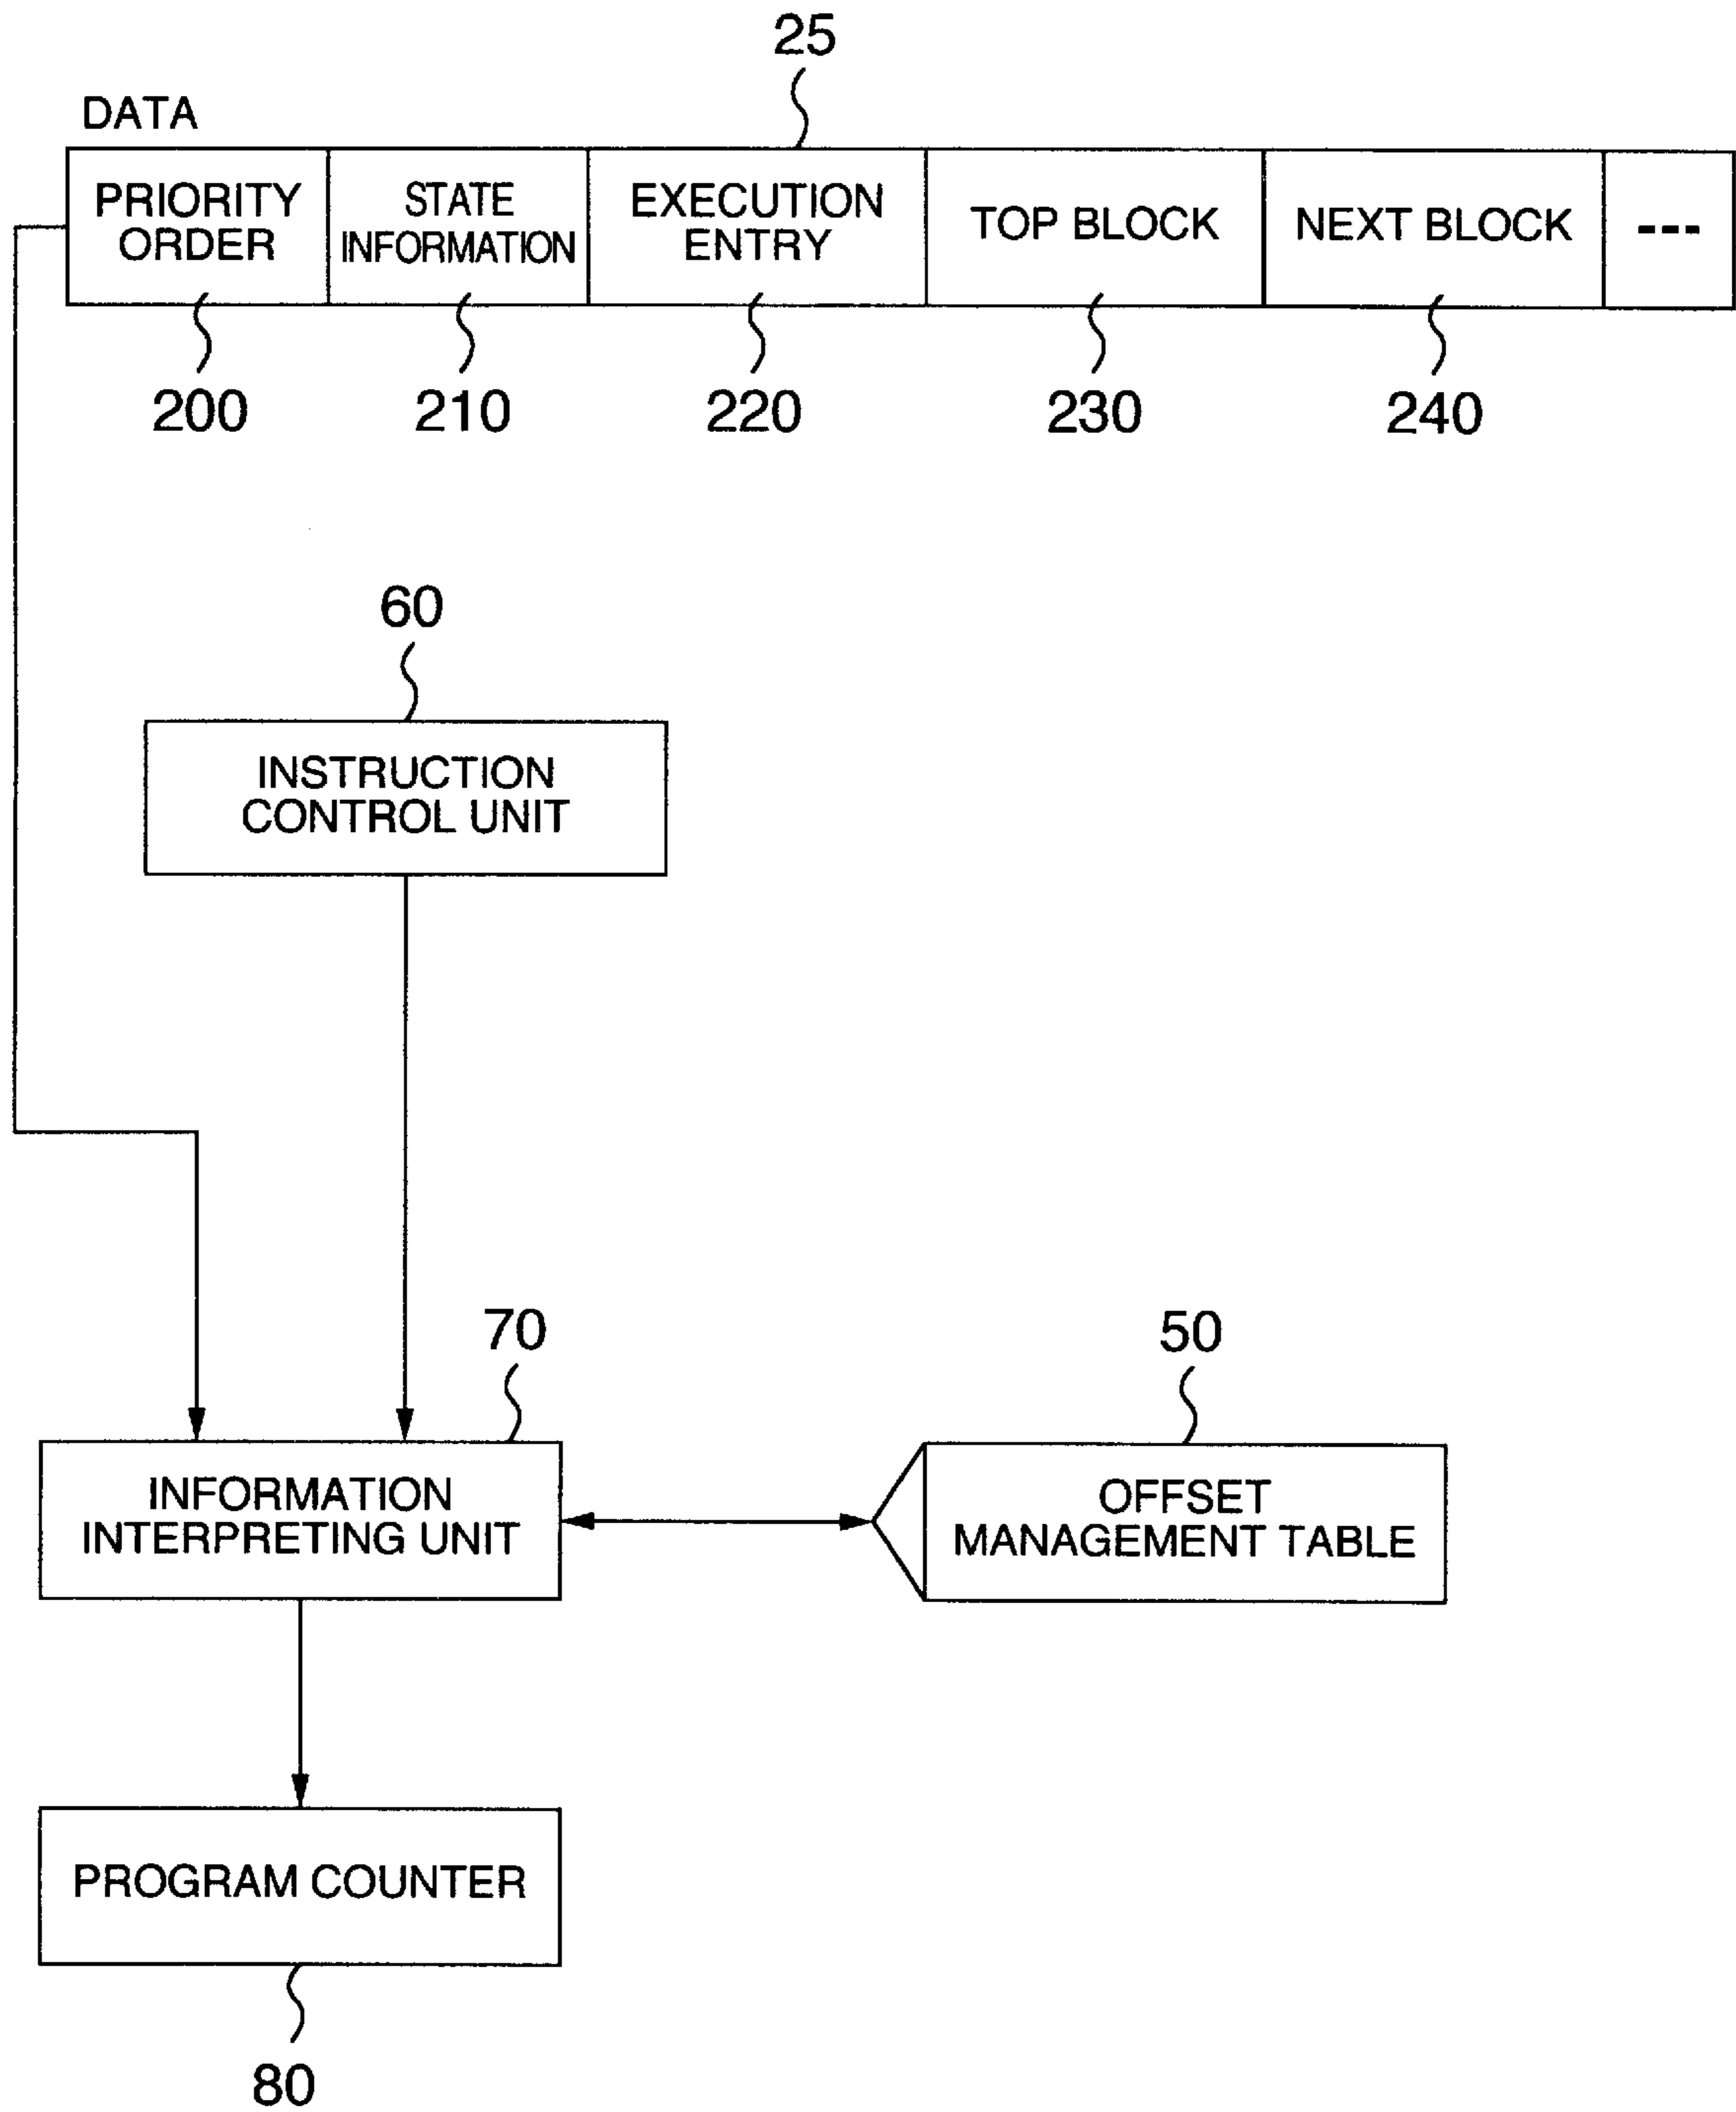 25
DATA
PRIORITY
ORDER
STATE
INFORMATION
EXECUTION
ENTRY
TOP BLOCK
NEXT BLOCK
---
200
210
220
230
240
60
INSTRUCTION
CONTROL UNIT
70
50
INFORMATION
INTERPRETING UNIT
OFFSET
MANAGEMENT TABLE
PROGRAM COUNTER
80